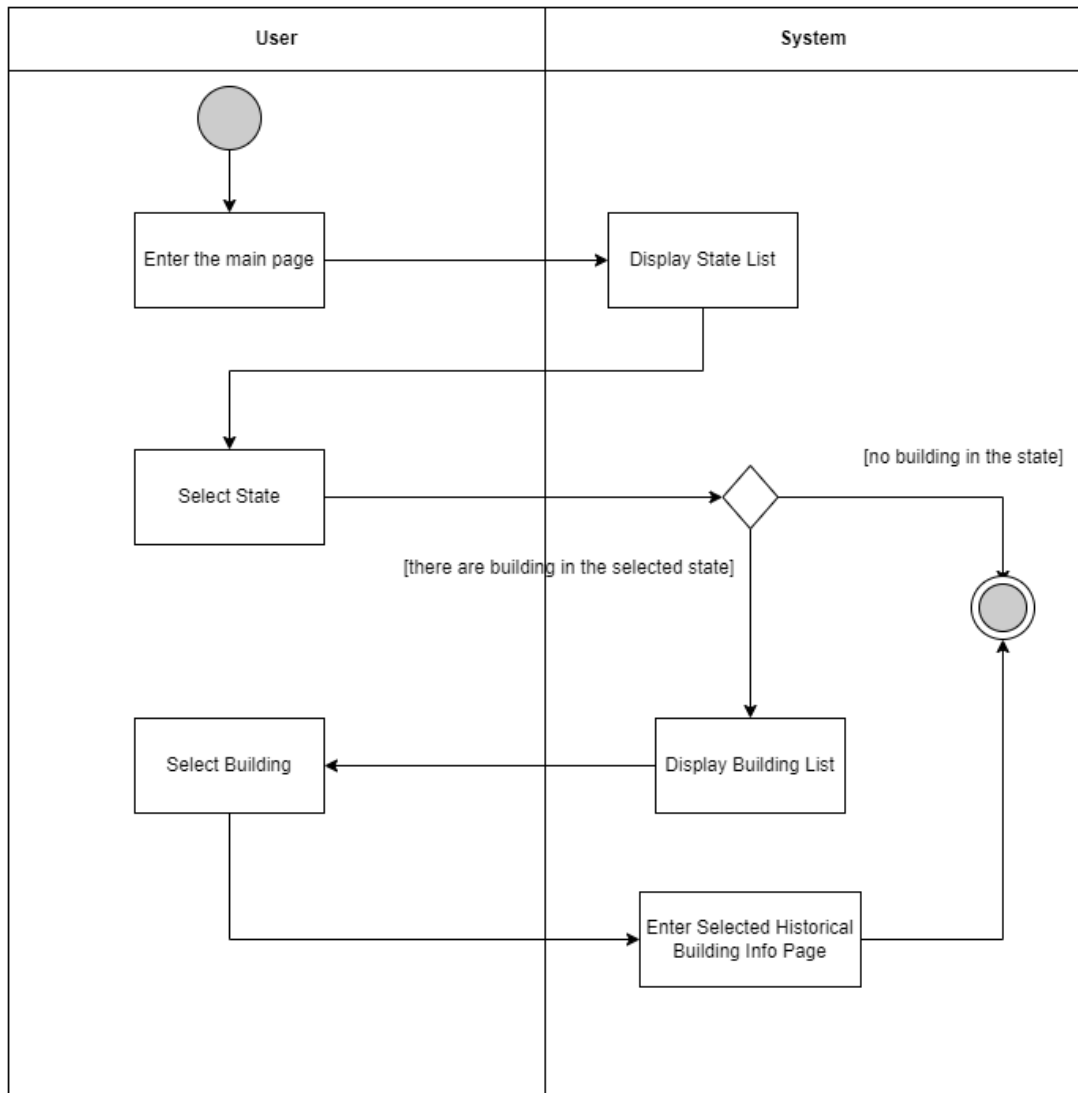 User
System
Enter the main page
Display State List
Select State
[no building in the state]
[there are building in the selected state]
Select Building
Display Building List
Enter Selected Historical
Building Info Page